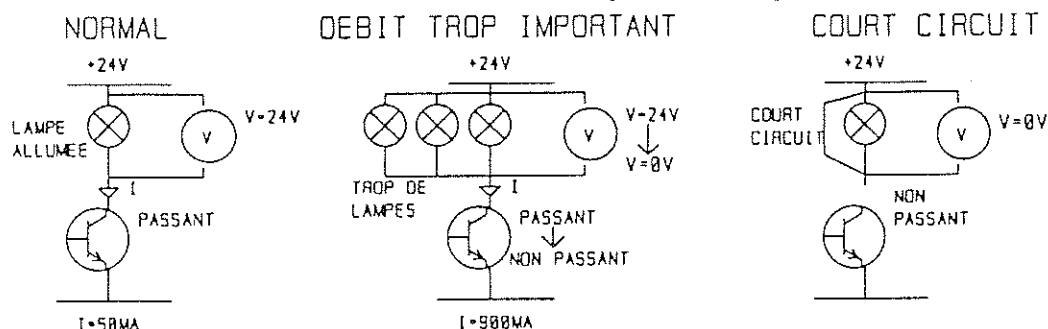 NORMAL
+24V
LAMPE
ALLUMEE
V
V=24V
I
PASSANT
I=50MA
DEBIT TROP IMPORTANT
+24V
V
V=24V
V=0V
TROP DE
LAMPES
I
PASSANT
NON PASSANT
I=900MA
COURT CIRCUIT
+24V
COURT
CIRCUIT
V
V=0V
NON
PASSANT